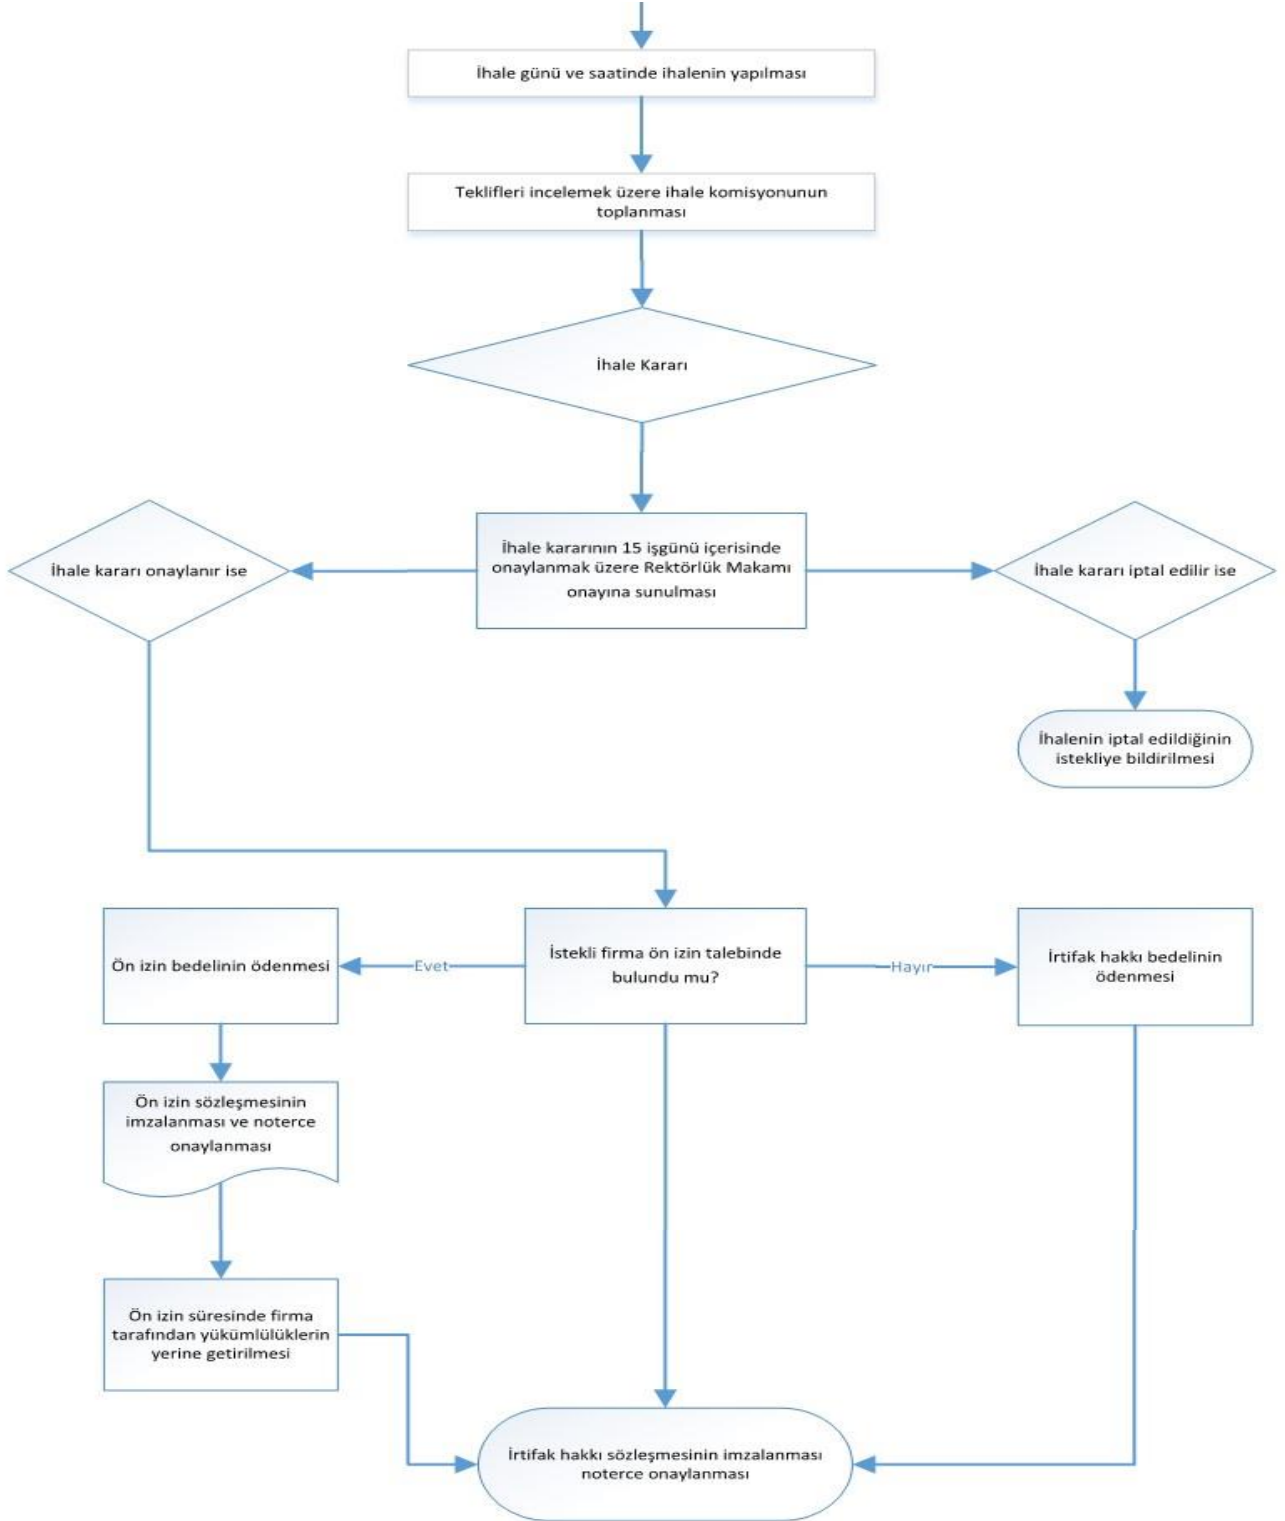 İhale günü ve saatinde ihalenin yapılması
Teklifleri incelemek üzere ihale komisyonunun
toplanması
İhale Kararı
İhale kararı onaylanır ise
İhale kararının 15 işgünü içerisinde
onaylanmak üzere Rektörlük Makamı
onayına sunulması
İhale kararı iptal edilir ise
İhalenin iptal edildiğinin
istekliye bildirilmesi
Ön izin bedelinin ödenmesi
Evet
İstekli firma ön izin talebinde
bulundu mu?
Hayır
İrtifak hakkı bedelinin
ödenmesi
Ön izin sözleşmesinin
imzalanması ve noterce
onaylanması
Ön izin süresinde firma
tarafından yükümlülüklerin
yerine getirilmesi
İrtifak hakkı sözleşmesinin imzalanması
noterce onaylanması